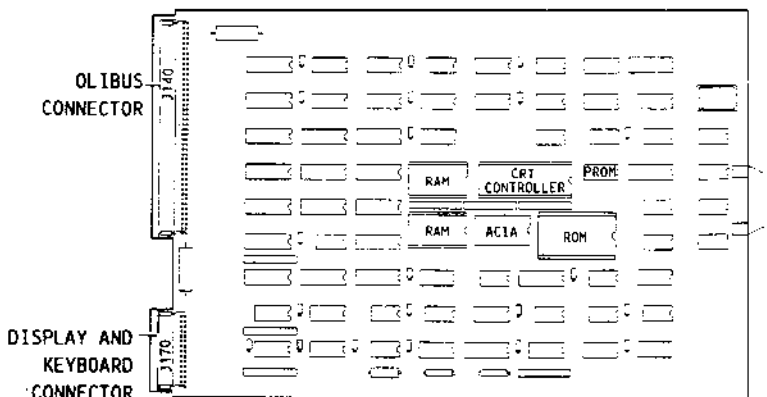 OLIBUS
CONNECTOR
J140
RAM
CRT
CONTROLLER
PROM
RAM
ACIA
ROM
DISPLAY AND
KEYBOARD
CONNECTOR
J170